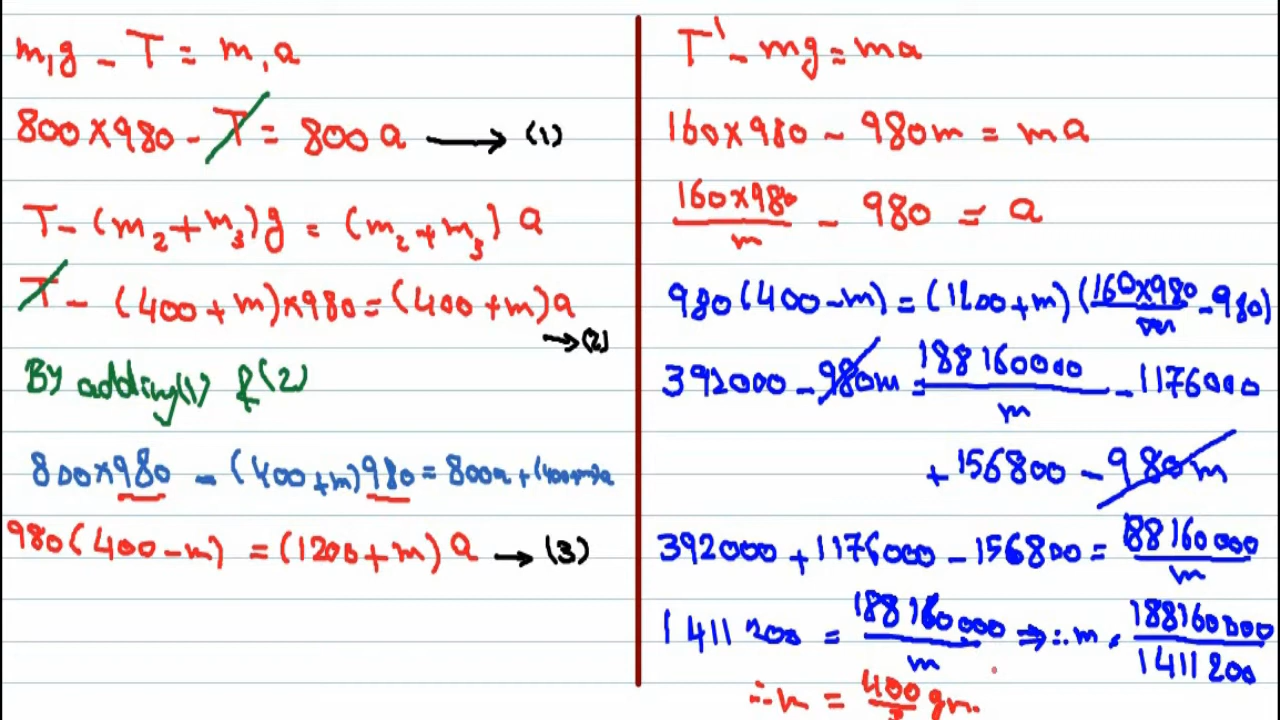 m₁g - T = m₁a
800×980 - T = 800a → (1)
T - (m₂+m₃)g = (m₂+m₃)a
T - (400+m)×980 = (400+m)a
→(2)
By adding(1) &(2)
800×980 - (400+m)980 = 800a + (400+m)a
980(400-m) = (1200+m)a → (3)
T' - mg = ma
160×980 - 980m = ma
160×980/m - 980 = a
980(400-m) = (1200+m)(160×980/m - 980)
392000 - 980m = 188160000/m - 1176000
+ 156800 - 980m
392000 + 1176000 - 156800 = 188160000/m
1411200 = 188160000/m ⇒ ∴m = 188160000/1411200
∴m = 400/3 gm.